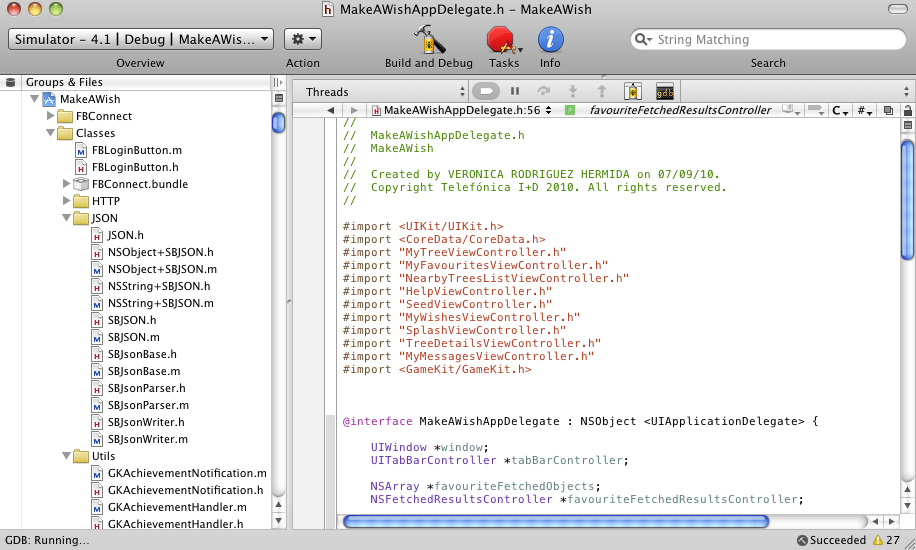 MakeAWishAppDelegate.h – MakeAWish
Simulator – 4.1 | Debug | MakeAWis...
Overview
Action
Build and Debug
Tasks
Info
String Matching
Search
Groups & Files
MakeAWish
FBConnect
Classes
FBLoginButton.m
FBLoginButton.h
FBConnect.bundle
HTTP
JSON
JSON.h
NSObject+SBJSON.h
NSObject+SBJSON.m
NSString+SBJSON.h
NSString+SBJSON.m
SBJSON.h
SBJSON.m
SBJsonBase.h
SBJsonBase.m
SBJsonParser.h
SBJsonParser.m
SBJsonWriter.h
SBJsonWriter.m
Utils
GKAchievementNotification.m
GKAchievementNotification.h
GKAchievementHandler.m
GKAchievementHandler.h
Threads
gdb
MakeAWishAppDelegate.h:56
favouriteFetchedResultsController
C
#
//
//  MakeAWishAppDelegate.h
//  MakeAWish
//
//  Created by VERONICA RODRIGUEZ HERMIDA on 07/09/10.
//  Copyright Telefónica I+D 2010. All rights reserved.
//
#import <UIKit/UIKit.h>
#import <CoreData/CoreData.h>
#import "MyTreeViewController.h"
#import "MyFavouritesViewController.h"
#import "NearbyTreesListViewController.h"
#import "HelpViewController.h"
#import "SeedViewController.h"
#import "MyWishesViewController.h"
#import "SplashViewController.h"
#import "TreeDetailsViewController.h"
#import "MyMessagesViewController.h"
#import <GameKit/GameKit.h>
@interface MakeAWishAppDelegate : NSObject <UIApplicationDelegate> {
UIWindow *window;
UITabBarController *tabBarController;
NSArray *favouriteFetchedObjects;
NSFetchedResultsController *favouriteFetchedResultsController;
GDB: Running...
Succeeded
27